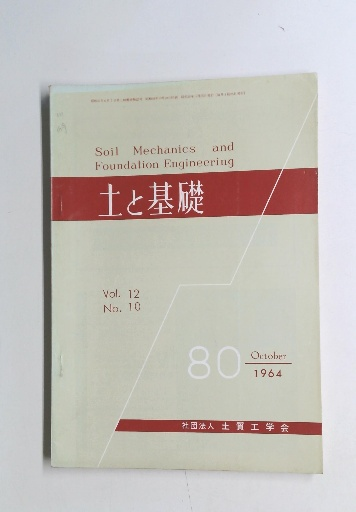 Soil Mechanics and
Foundation Engineering
土と基礎
Vol. 12
No. 10
80
October
1964
社団法人 土質工学会